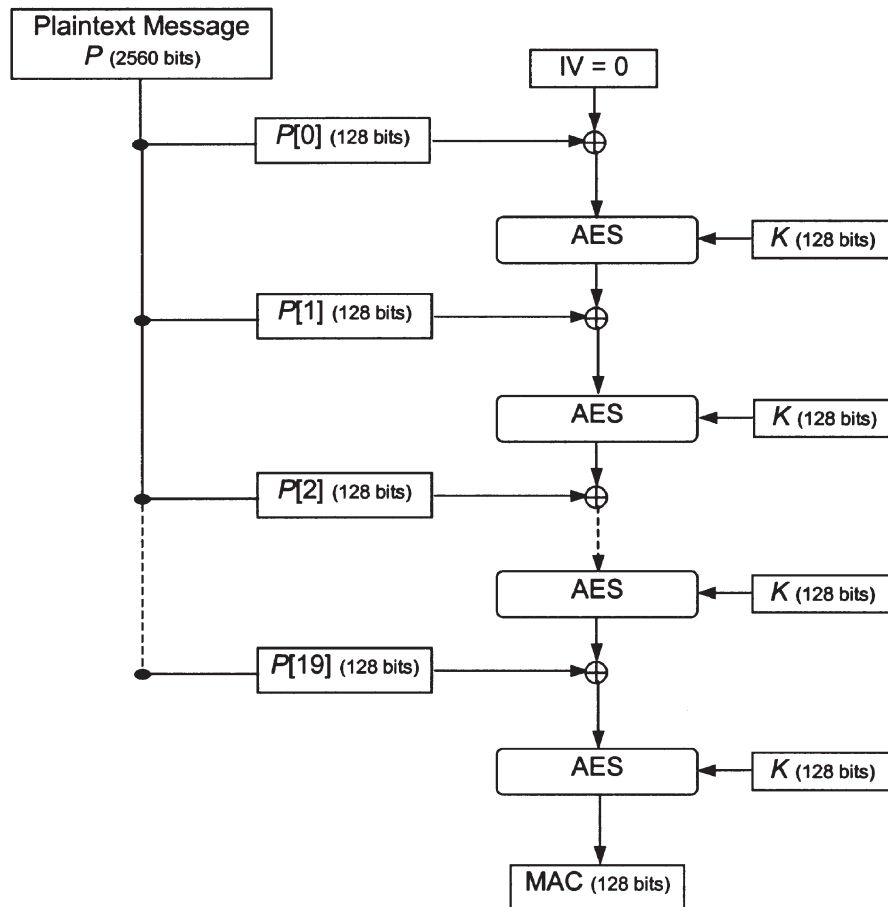 Plaintext Message
P (2560 bits)
IV = 0
P[0] (128 bits)
AES
K (128 bits)
P[1] (128 bits)
AES
K (128 bits)
P[2] (128 bits)
AES
K (128 bits)
P[19] (128 bits)
AES
K (128 bits)
MAC (128 bits)